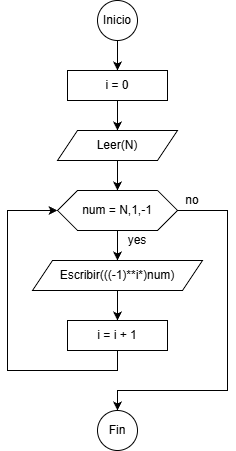 Inicio
i = 0
Leer(N)
num = N,1,-1
no
yes
Escribir(((-1)**i*)num)
i = i + 1
Fin